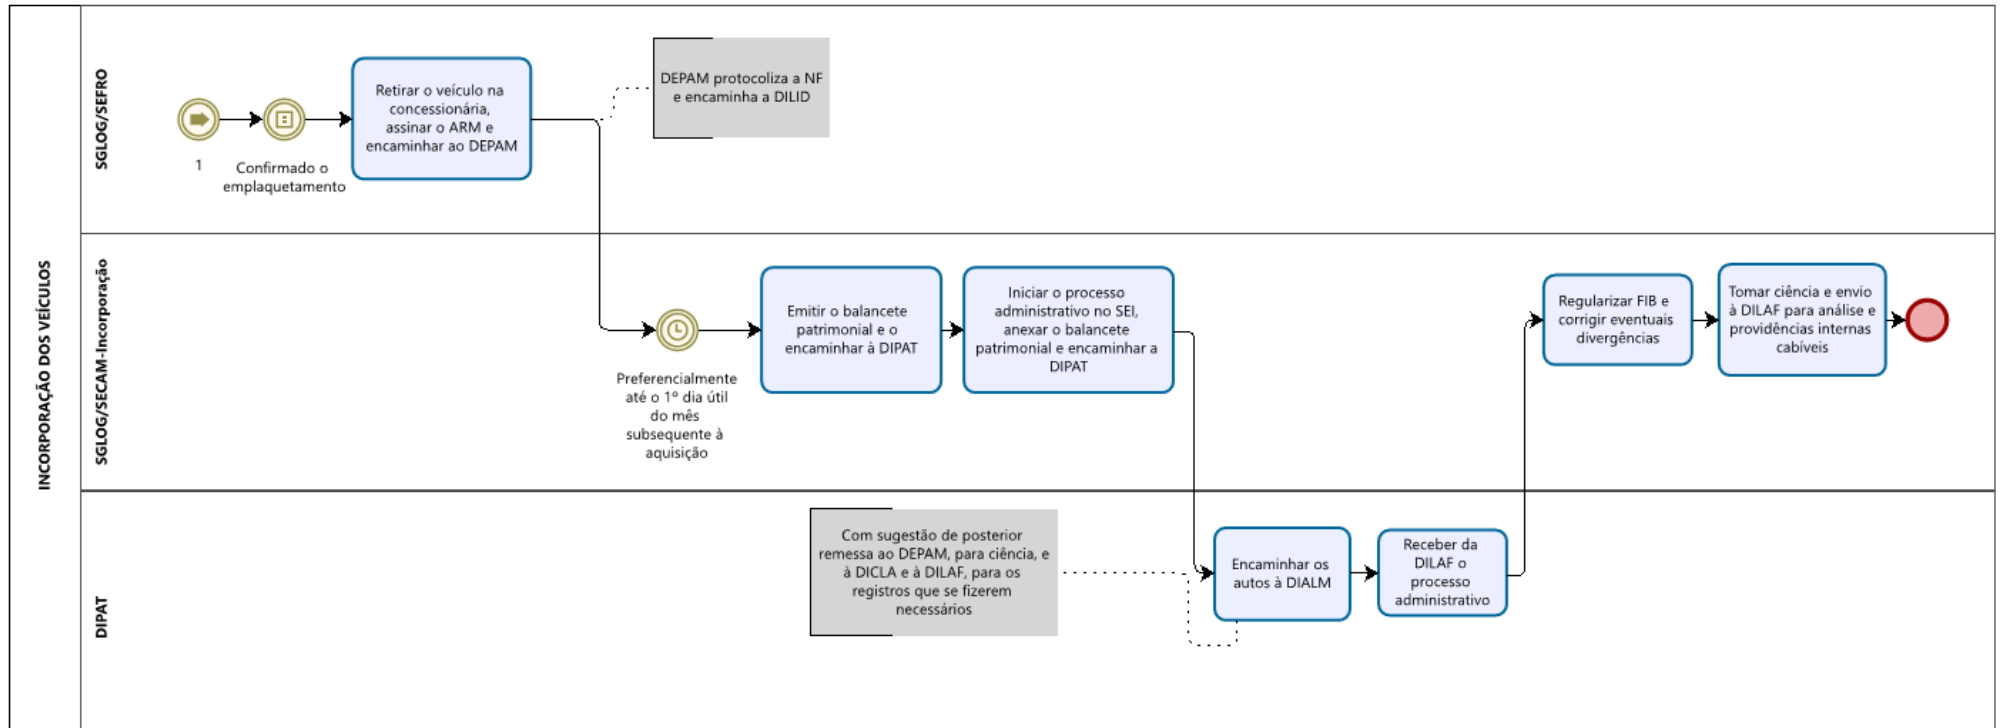 INCORPORAÇÃO DOS VEÍCULOS
SGLOG/SEFRO
1
Confirmado o
emplaquetamento
Retirar o veículo na
concessionária,
assinar o ARM e
encaminhar ao DEPAM
DEPAM protocoliza a NF
e encaminha a DILID
SGLOG/SECAM-Incorporação
Preferencialmente
até o 1º dia útil
do mês
subsequente à
aquisição
Emitir o balancete
patrimonial e o
encaminhar à DIPAT
Iniciar o processo
administrativo no SEI,
anexar o balancete
patrimonial e encaminhar a
DIPAT
Regularizar FIB e
corrigir eventuais
divergências
Tomar ciência e envio
à DILAF para análise e
providências internas
cabíveis
DIPAT
Com sugestão de posterior
remessa ao DEPAM, para ciência, e
à DICLA e à DILAF, para os
registros que se fizerem
necessários
Encaminhar os
autos à DIALM
Receber da
DILAF o
processo
administrativo